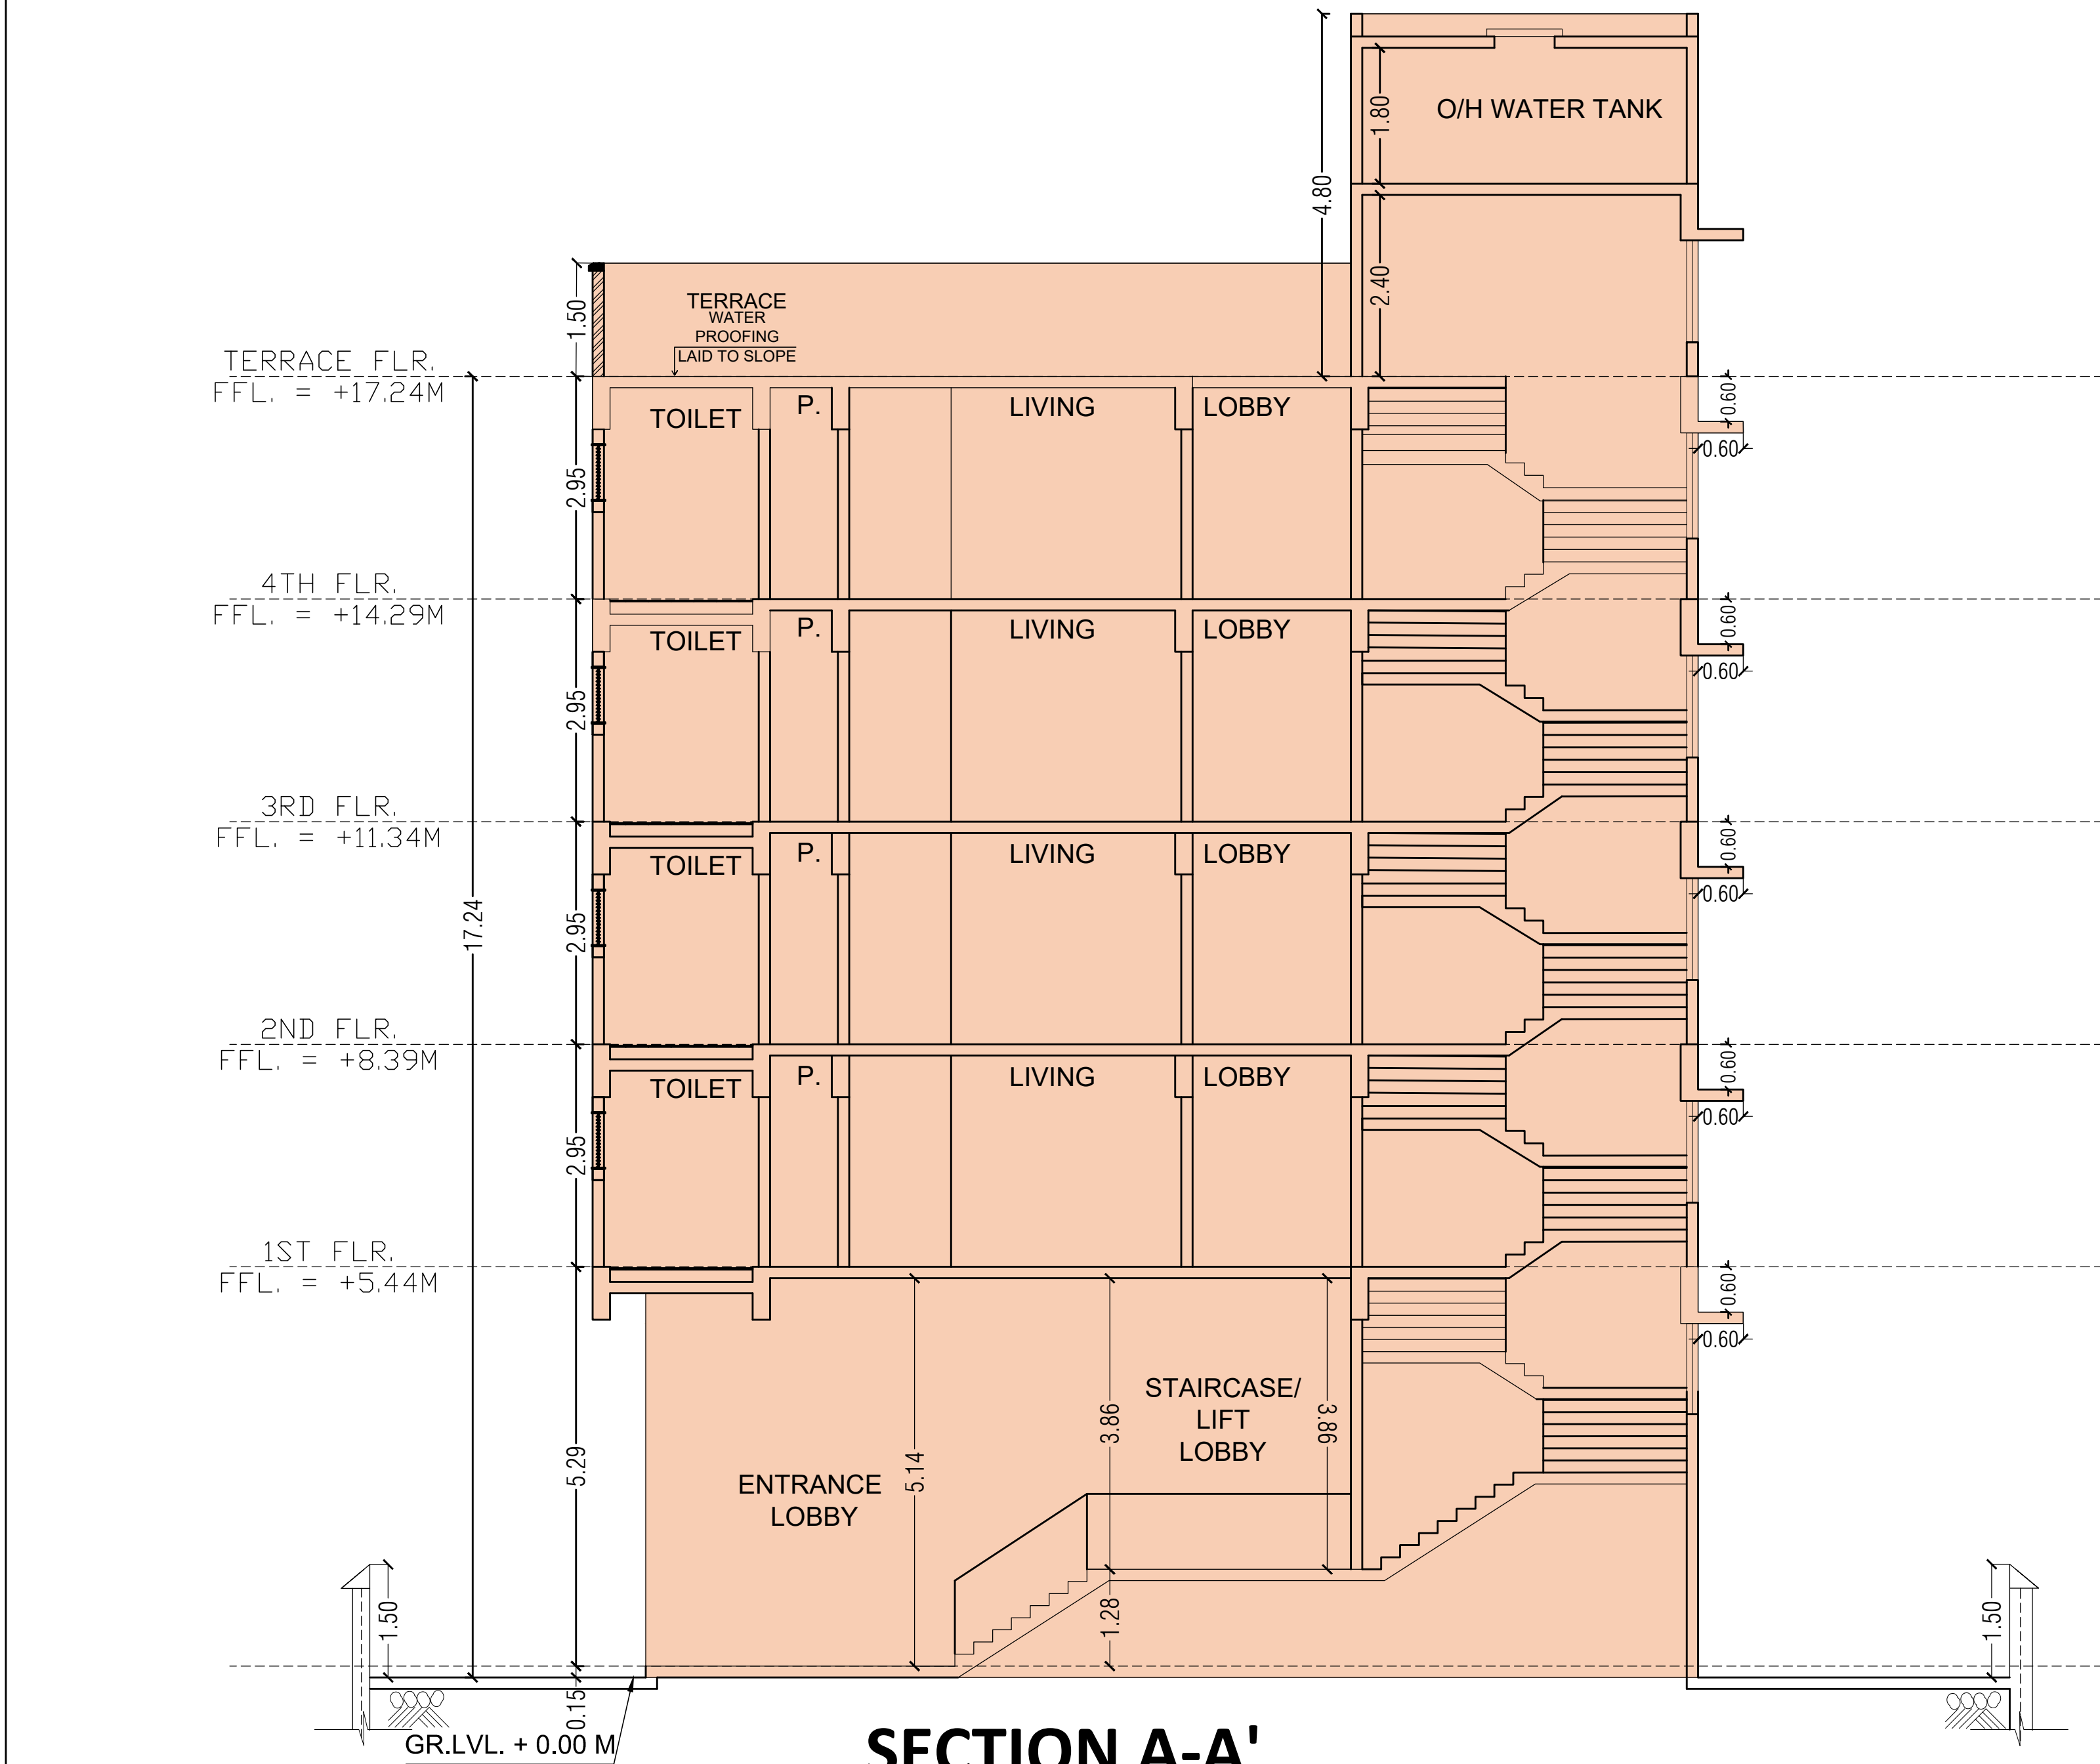 4.80
1.80
O/H WATER TANK
2.40
1.50
TERRACE
WATER
PROOFING
LAID TO SLOPE
TERRACE FLR.
FFL. = +17.24M
TOILET
P.
LIVING
LOBBY
0.60
0.60
2.95
4TH FLR.
FFL. = +14.29M
TOILET
P.
LIVING
LOBBY
0.60
0.60
2.95
3RD FLR.
FFL. = +11.34M
TOILET
P.
LIVING
LOBBY
0.60
0.60
17.24
2.95
2ND FLR.
FFL. = +8.39M
TOILET
P.
LIVING
LOBBY
0.60
0.60
2.95
1ST FLR.
FFL. = +5.44M
0.60
0.60
5.29
ENTRANCE
LOBBY
5.14
3.86
STAIRCASE/
LIFT
LOBBY
3.86
1.28
1.50
1.50
0.15
GR.LVL. + 0.00 M
SECTION A-A'